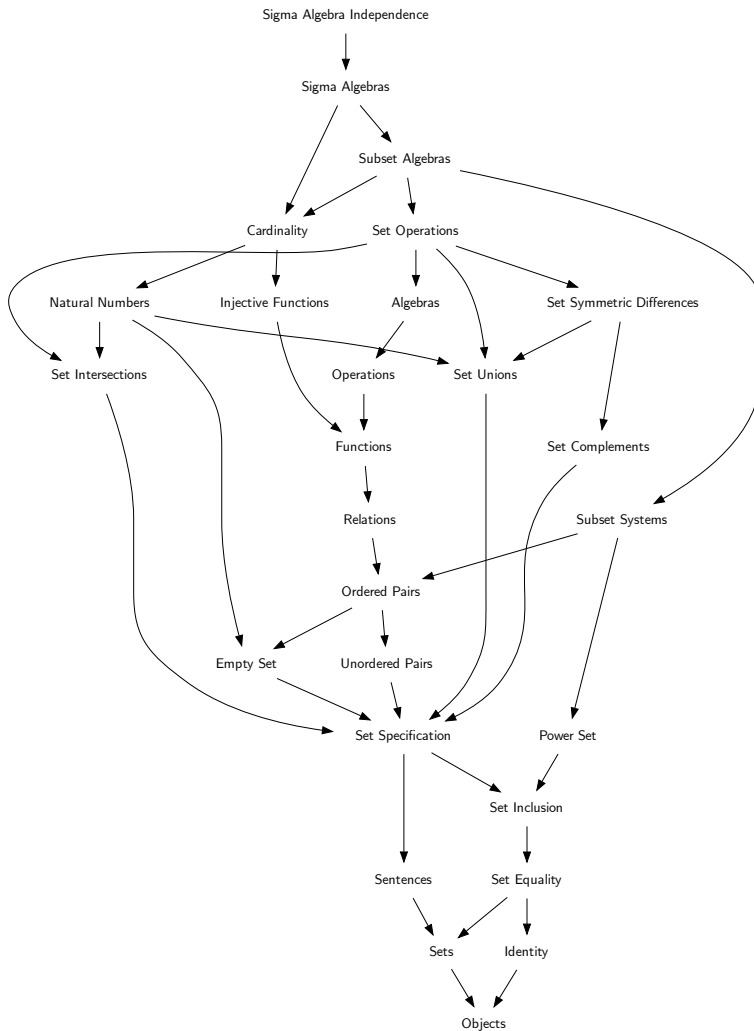 Sigma Algebra Independence
Sigma Algebras
Subset Algebras
Cardinality
Set Operations
Natural Numbers
Injective Functions
Algebras
Set Symmetric Differences
Set Intersections
Operations
Set Unions
Functions
Set Complements
Relations
Subset Systems
Ordered Pairs
Empty Set
Unordered Pairs
Set Specification
Power Set
Set Inclusion
Sentences
Set Equality
Sets
Identity
Objects